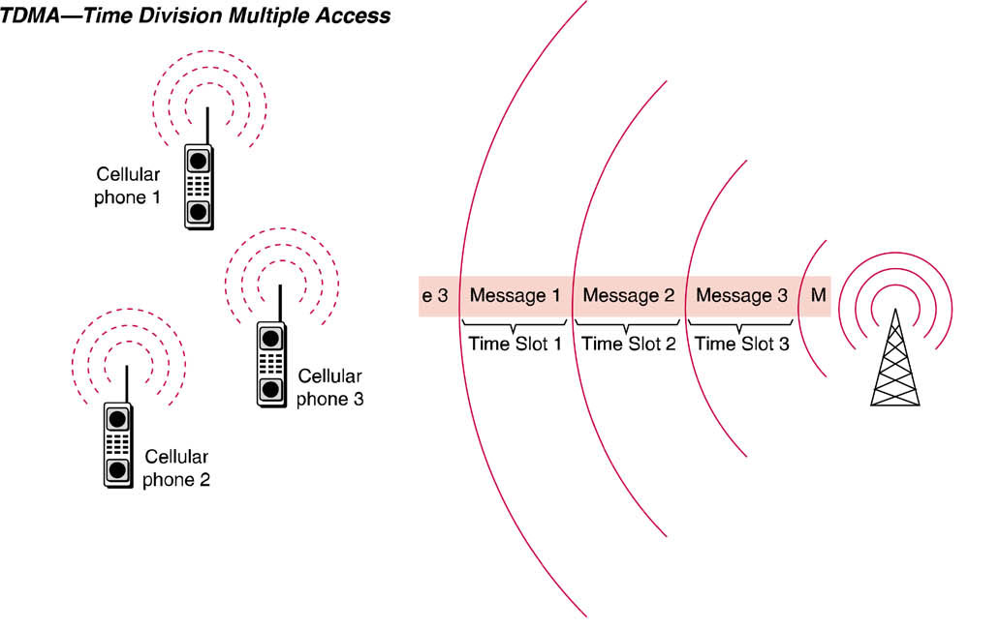 TDMA—Time Division Multiple Access
Cellular
phone 1
Cellular
phone 3
Cellular
phone 2
e 3 Message 1 Message 2 Message 3 M
Time Slot 1 Time Slot 2 Time Slot 3